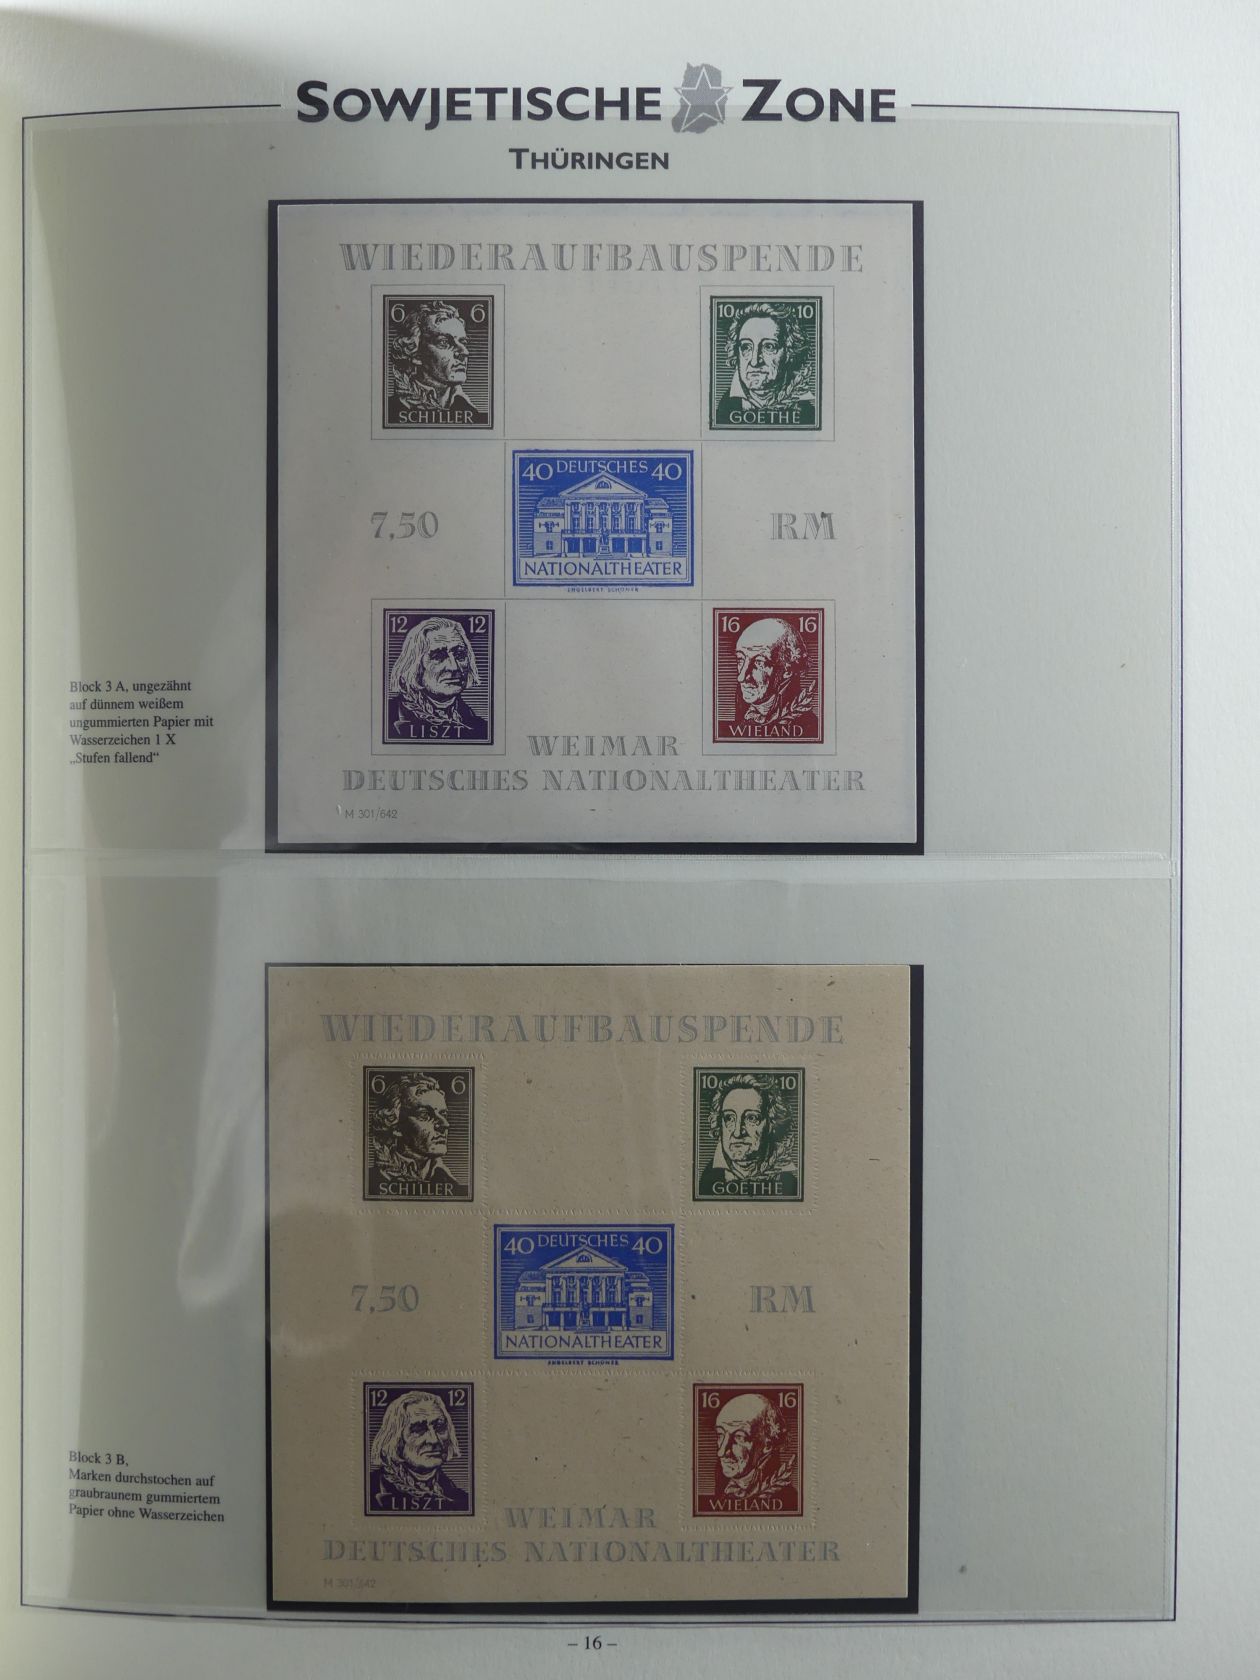 SOWJETISCHE ZONE
THÜRINGEN
WIEDERAUFBAUSPENDE
6 6
SCHILLER
10 10
GOETHE
40 DEUTSCHES 40
NATIONALTHEATER
ENGELBERT SCHÖNER
7,50 RM
12 12
LISZT
16 16
WIELAND
WEIMAR
DEUTSCHES NATIONALTHEATER
M 301/642
Block 3 A, ungezähnt
auf dünnem weißem
ungummierten Papier mit
Wasserzeichen 1 X
„Stufen fallend“
WIEDERAUFBAUSPENDE
6 6
SCHILLER
10 10
GOETHE
40 DEUTSCHES 40
NATIONALTHEATER
ENGELBERT SCHÖNER
7,50 RM
12 12
LISZT
16 16
WIELAND
WEIMAR
DEUTSCHES NATIONALTHEATER
M 301/642
Block 3 B,
Marken durchstochen auf
graubraunem gummiertem
Papier ohne Wasserzeichen
– 16 –